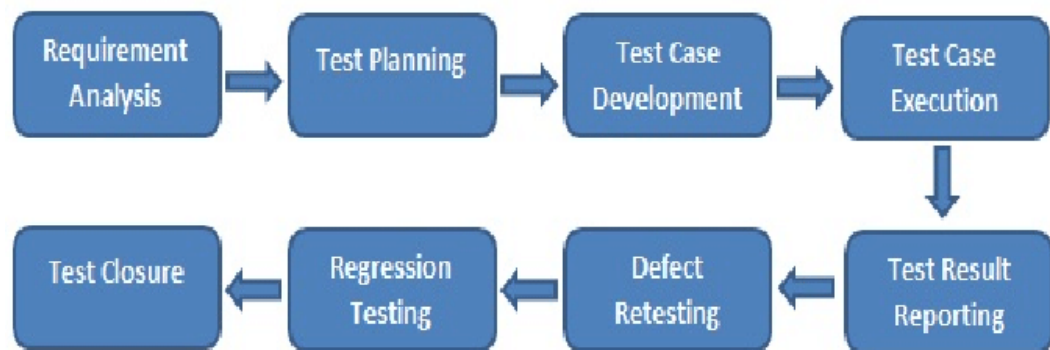 Requirement
Analysis
Test Planning
Test Case
Development
Test Case
Execution
Test Result
Reporting
Defect
Retesting
Regression
Testing
Test Closure